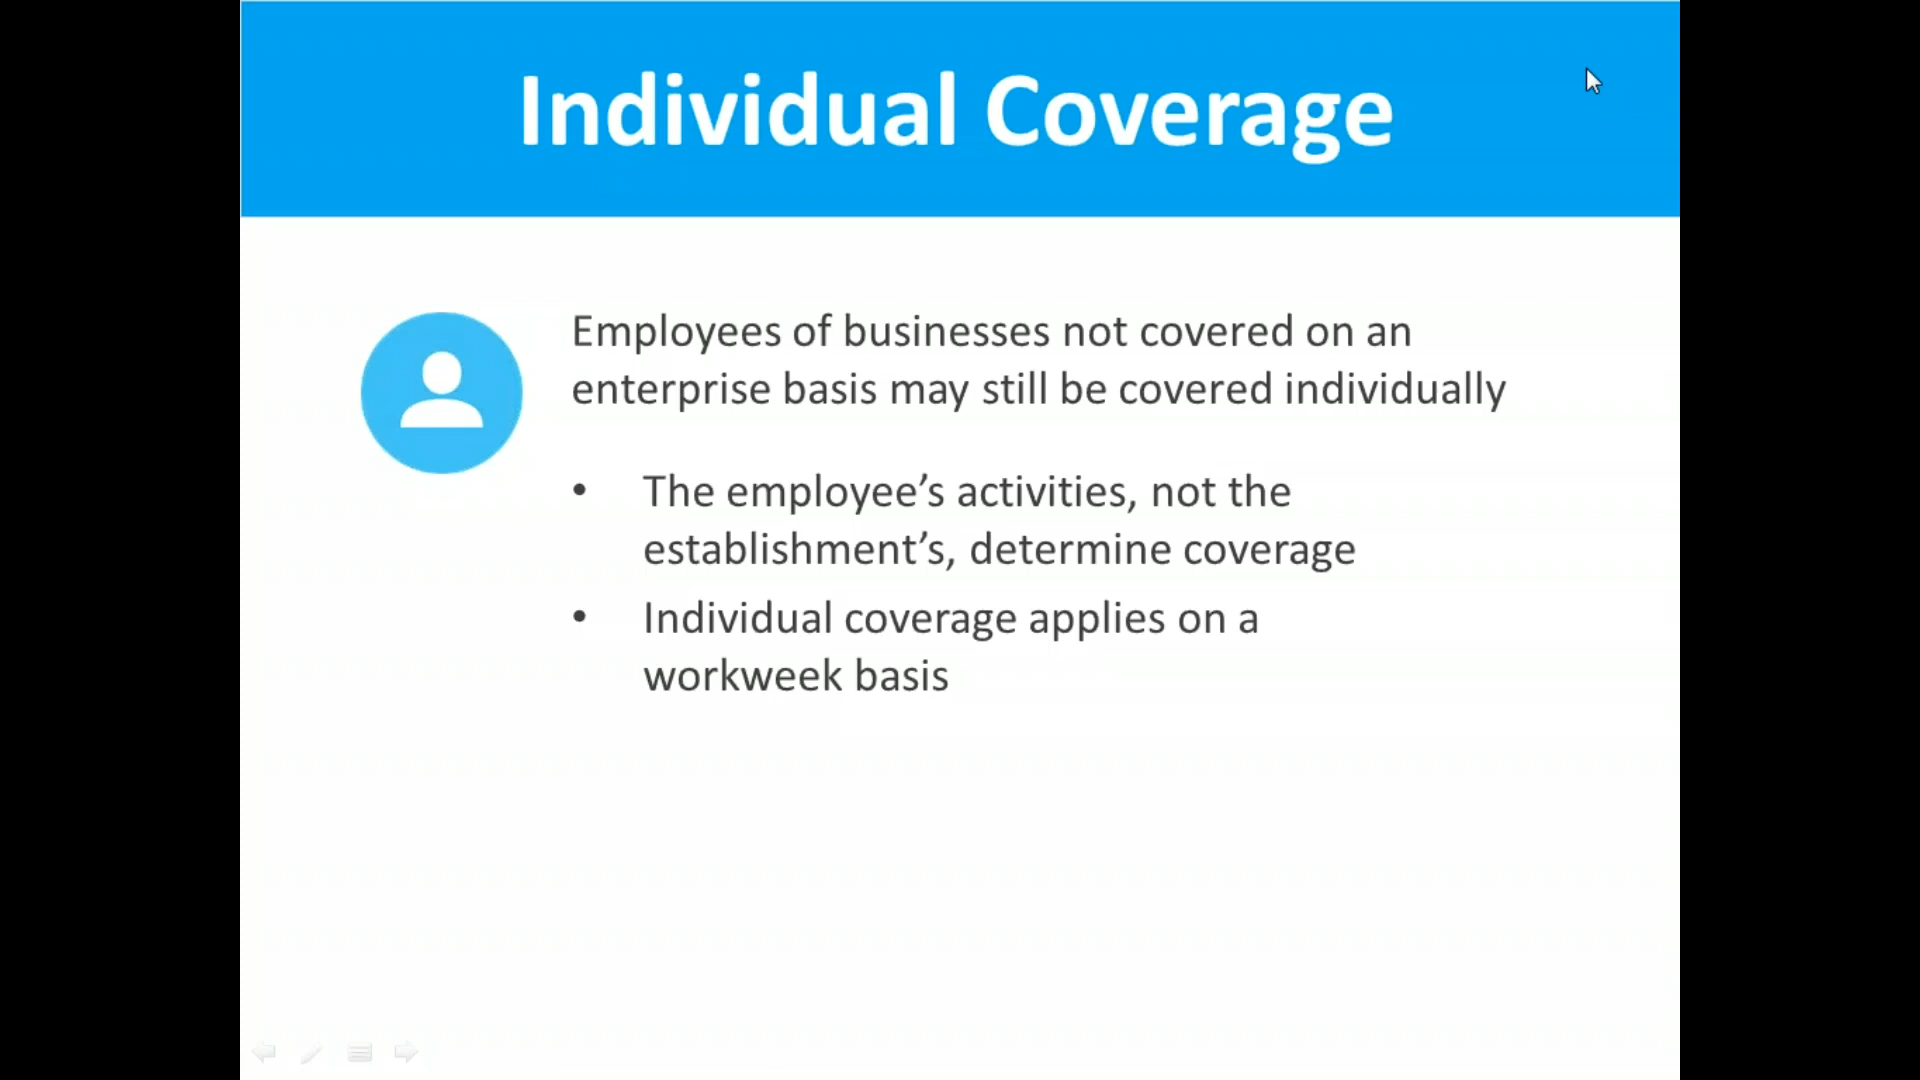 Individual Coverage
Employees of businesses not covered on an
enterprise basis may still be covered individually
• The employee’s activities, not the
establishment’s, determine coverage
• Individual coverage applies on a
workweek basis